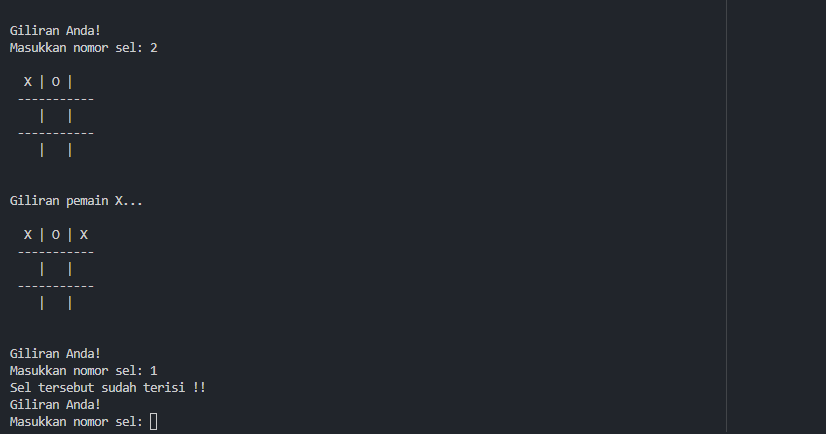 Giliran Anda!
Masukkan nomor sel: 2
X | O |
-----------
|   |
-----------
|   |
Giliran pemain X...
X | O | X
-----------
|   |
-----------
|   |
Giliran Anda!
Masukkan nomor sel: 1
Sel tersebut sudah terisi !!
Giliran Anda!
Masukkan nomor sel: